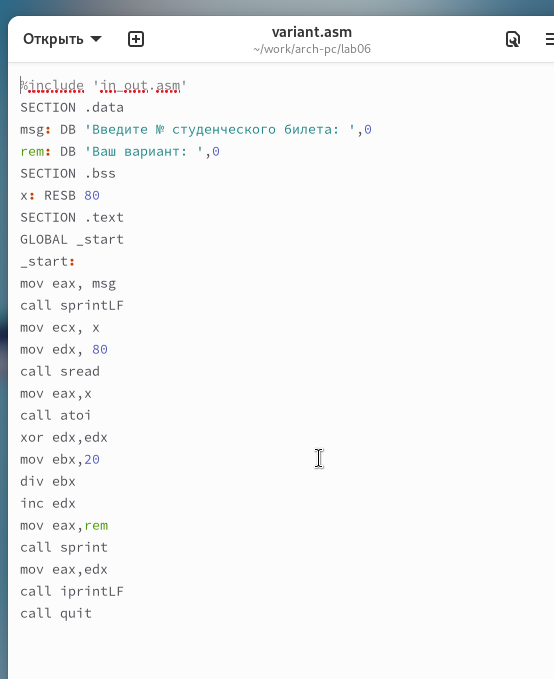 Открыть
variant.asm
~/work/arch-pc/lab06
%include 'in_out.asm'
SECTION .data
msg: DB 'Введите № студенческого билета: ',0
rem: DB 'Ваш вариант: ',0
SECTION .bss
x: RESB 80
SECTION .text
GLOBAL _start
_start:
mov eax, msg
call sprintLF
mov ecx, x
mov edx, 80
call sread
mov eax,x
call atoi
xor edx,edx
mov ebx,20
div ebx
inc edx
mov eax,rem
call sprint
mov eax,edx
call iprintLF
call quit